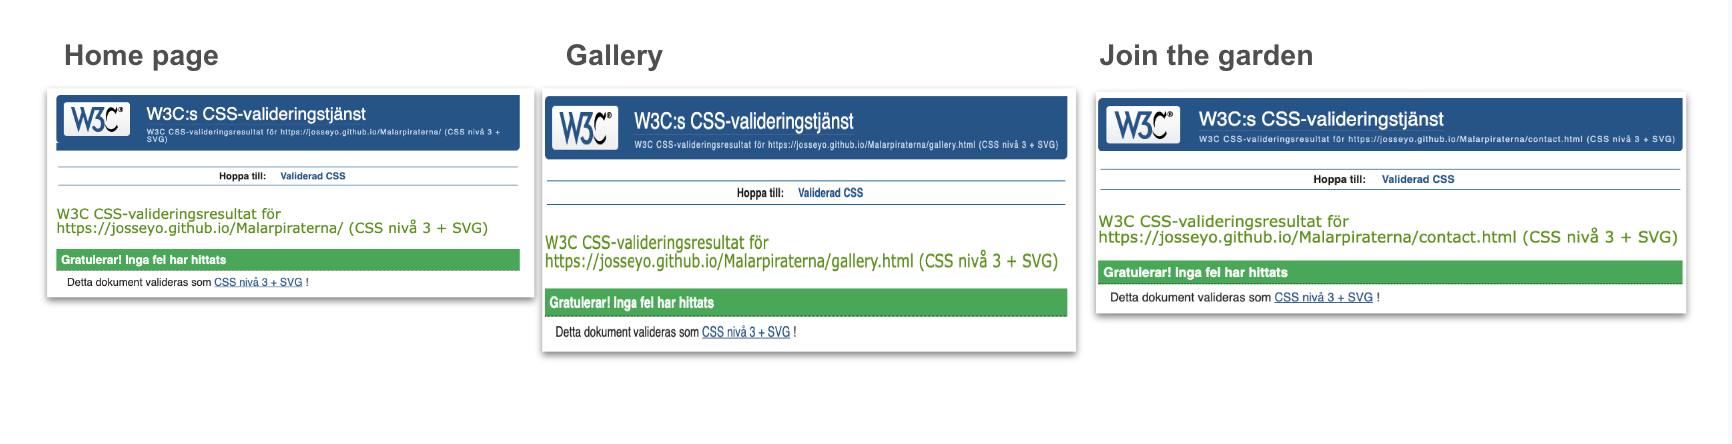 Home page
W3C®
W3C:s CSS-valideringstjänst
W3C CSS-valideringsresultat för https://josseyo.github.io/Malarpiraterna/ (CSS nivå 3 +
SVG)
Hoppa till: Validerad CSS
W3C CSS-valideringsresultat för
https://josseyo.github.io/Malarpiraterna/ (CSS nivå 3 + SVG)
Gratulerar! Inga fel har hittats
Detta dokument valideras som CSS nivå 3 + SVG !
Gallery
W3C®
W3C:s CSS-valideringstjänst
W3C CSS-valideringsresultat för https://josseyo.github.io/Malarpiraterna/gallery.html (CSS nivå 3 + SVG)
Hoppa till: Validerad CSS
W3C CSS-valideringsresultat för
https://josseyo.github.io/Malarpiraterna/gallery.html (CSS nivå 3 + SVG)
Gratulerar! Inga fel har hittats
Detta dokument valideras som CSS nivå 3 + SVG !
Join the garden
W3C®
W3C:s CSS-valideringstjänst
W3C CSS-valideringsresultat för https://josseyo.github.io/Malarpiraterna/contact.html (CSS nivå 3 + SVG)
Hoppa till: Validerad CSS
W3C CSS-valideringsresultat för
https://josseyo.github.io/Malarpiraterna/contact.html (CSS nivå 3 + SVG)
Gratulerar! Inga fel har hittats
Detta dokument valideras som CSS nivå 3 + SVG !